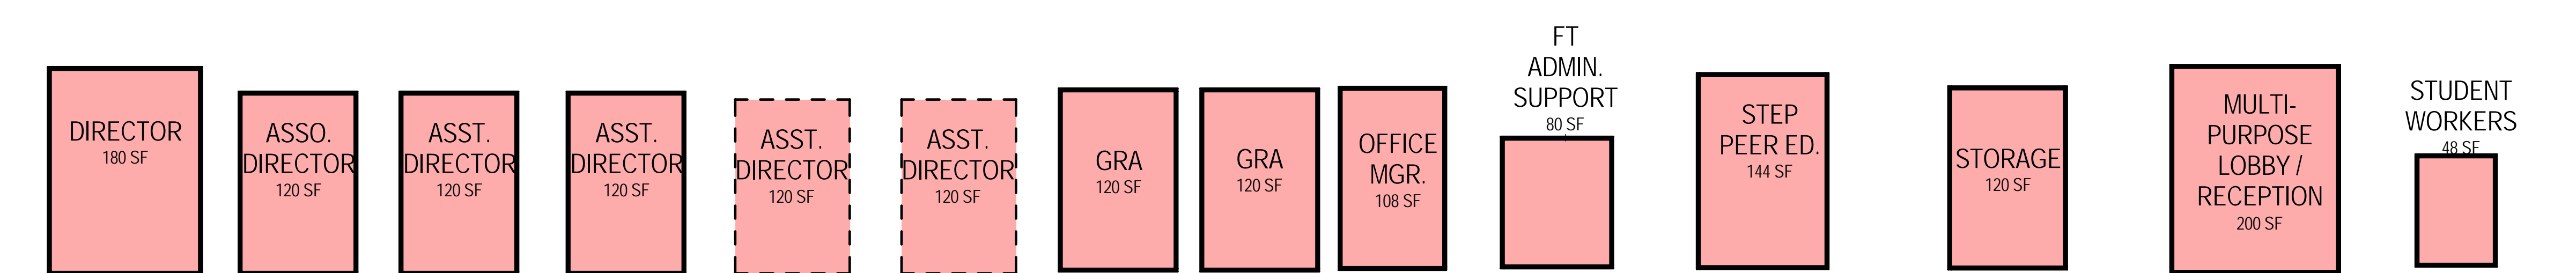 DIRECTOR
180 SF
ASSO.
DIRECTOR
120 SF
ASST.
DIRECTOR
120 SF
ASST.
DIRECTOR
120 SF
ASST.
DIRECTOR
120 SF
ASST.
DIRECTOR
120 SF
GRA
120 SF
GRA
120 SF
OFFICE
MGR.
108 SF
FT
ADMIN.
SUPPORT
80 SF
STEP
PEER ED.
144 SF
STORAGE
120 SF
MULTI-
PURPOSE
LOBBY /
RECEPTION
200 SF
STUDENT
WORKERS
48 SF